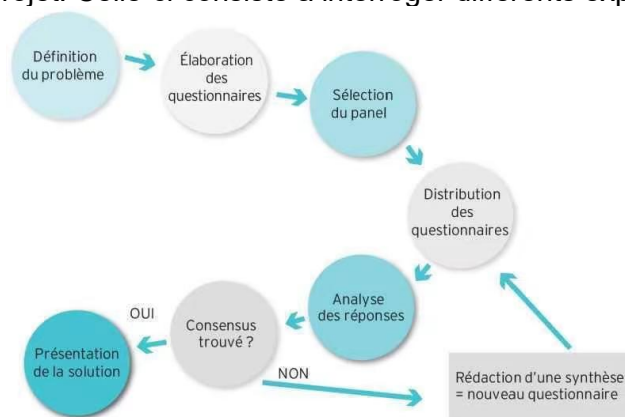 Définition
du problème
Élaboration
des
questionnaires
Sélection
du panel
Distribution
des
questionnaires
Analyse
des réponses
Consensus
trouvé ?
OUI
Présentation
de la solution
NON
Rédaction d'une synthèse
= nouveau questionnaire